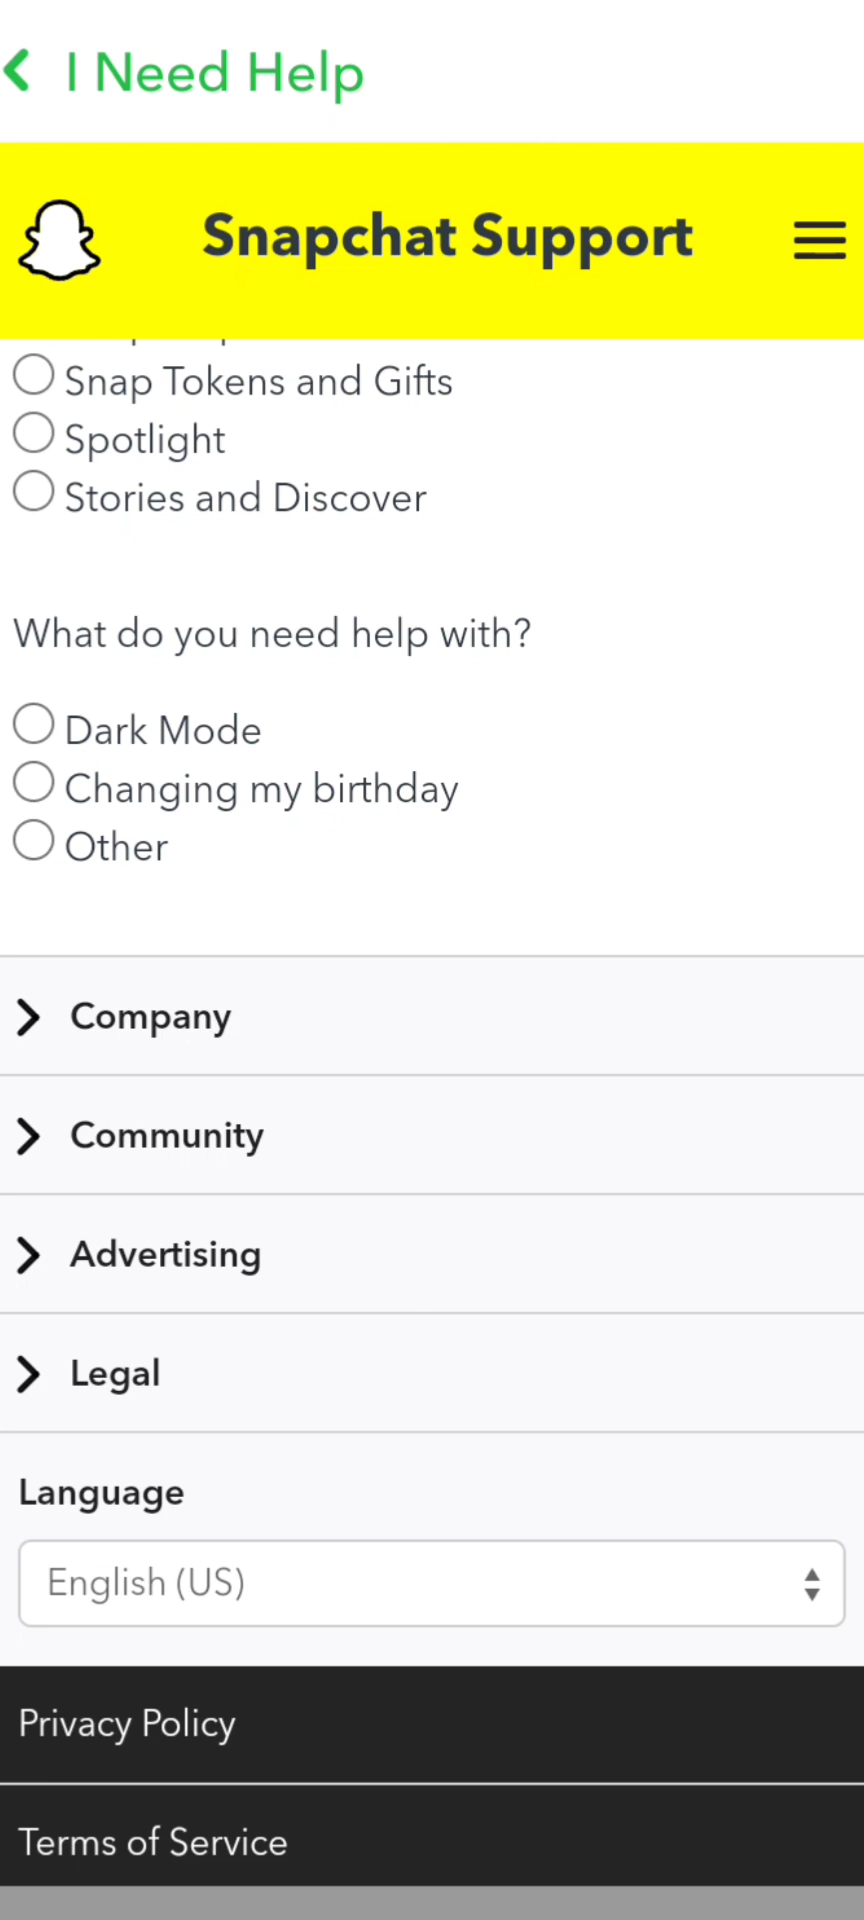 I Need Help
Snapchat Support
Snap Tokens and Gifts
Spotlight
Stories and Discover
What do you need help with?
Dark Mode
Changing my birthday
Other
Company
Community
Advertising
Legal
Language
English (US)
Privacy Policy
Terms of Service